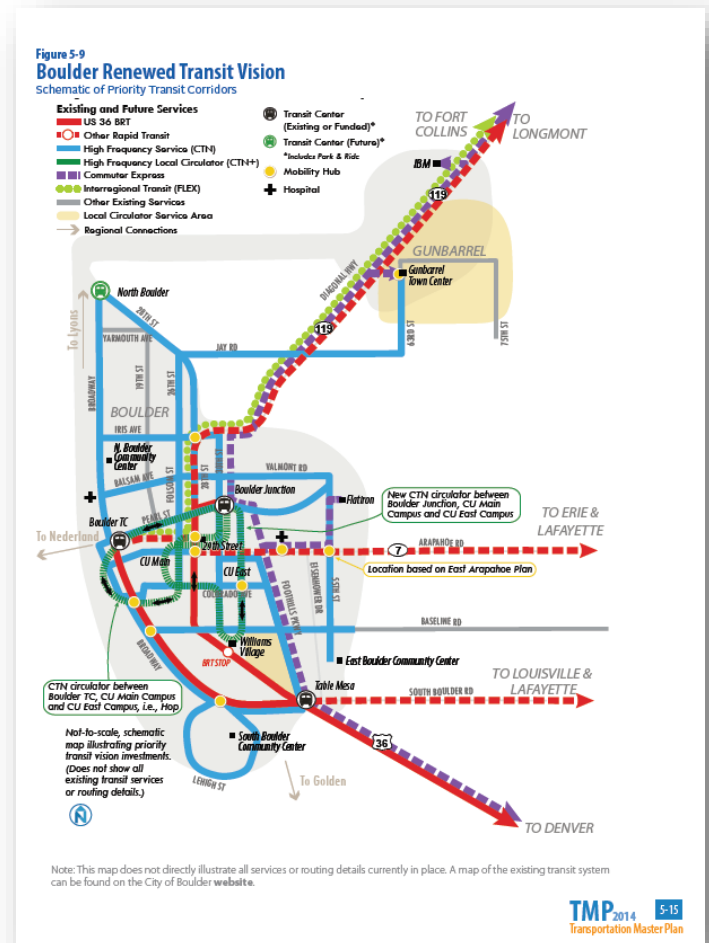 Figure 5-9
Boulder Renewed Transit Vision
Schematic of Priority Transit Corridors
Existing and Future Services
US 36 BRT
Other Rapid Transit
High Frequency Service (CTN)
High Frequency Local Circulator (CTN+)
Commuter Express
Interregional Transit (FLEX)
Other Existing Services
Local Circulator Service Area
Regional Connections
Transit Center
(Existing or Funded)*
Transit Center (Future)*
*Includes Park & Ride
Mobility Hub
Hospital
TO FORT
COLLINS
TO
LONGMONT
IBM
119
GUNBARREL
Gunbarrel
Town Center
DIAGONAL HWY
119
63RD ST
75TH ST
North Boulder
28TH ST
To Lyons
YARMOUTH AVE
19TH ST
26TH ST
JAY RD
BROADWAY
BOULDER
IRIS AVE
N. Boulder
Community
Center
FOLSOM ST
28TH ST
30TH ST
VALMONT RD
BALSAM AVE
Boulder Junction
Flatiron
New CTN circulator between
Boulder Junction, CU Main
Campus and CU East Campus
PEARL ST
Boulder TC
To Nederland
29th Street
TO ERIE &
LAFAYETTE
7
ARAPAHOE RD
CU Main
CU East
Location based on East Arapahoe Plan
COLORADO AVE
FOOTHILLS PKWY
EISENHOWER DR
55TH ST
BASELINE RD
BROADWAY
Williams
Village
BRT STOP
East Boulder Community Center
TO LOUISVILLE &
LAFAYETTE
Table Mesa
SOUTH BOULDER RD
CTN circulator between
Boulder TC, CU Main Campus
and CU East Campus, i.e., Hop
Not-to-scale, schematic
map illustrating priority
transit vision investments.
(Does not show all
existing transit services
or routing details.)
South Boulder
Community Center
36
LEHIGH ST
To Golden
N
TO DENVER
Note: This map does not directly illustrate all services or routing details currently in place. A map of the existing transit system
can be found on the City of Boulder website.
TMP 2014 5-15
Transportation Master Plan